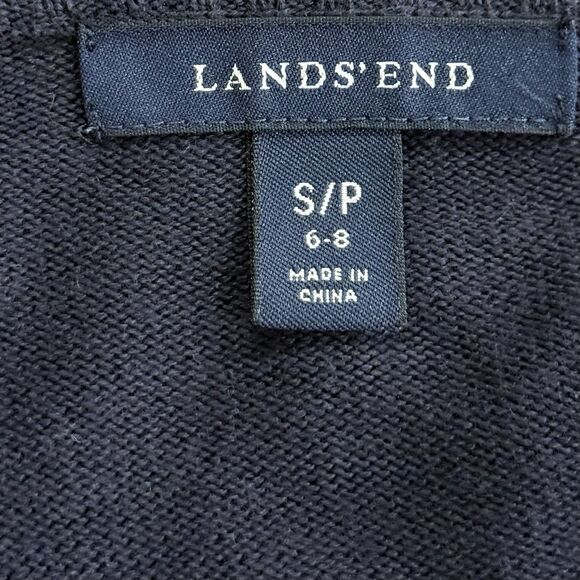 LANDS' END
S/P
6-8
MADE IN
CHINA